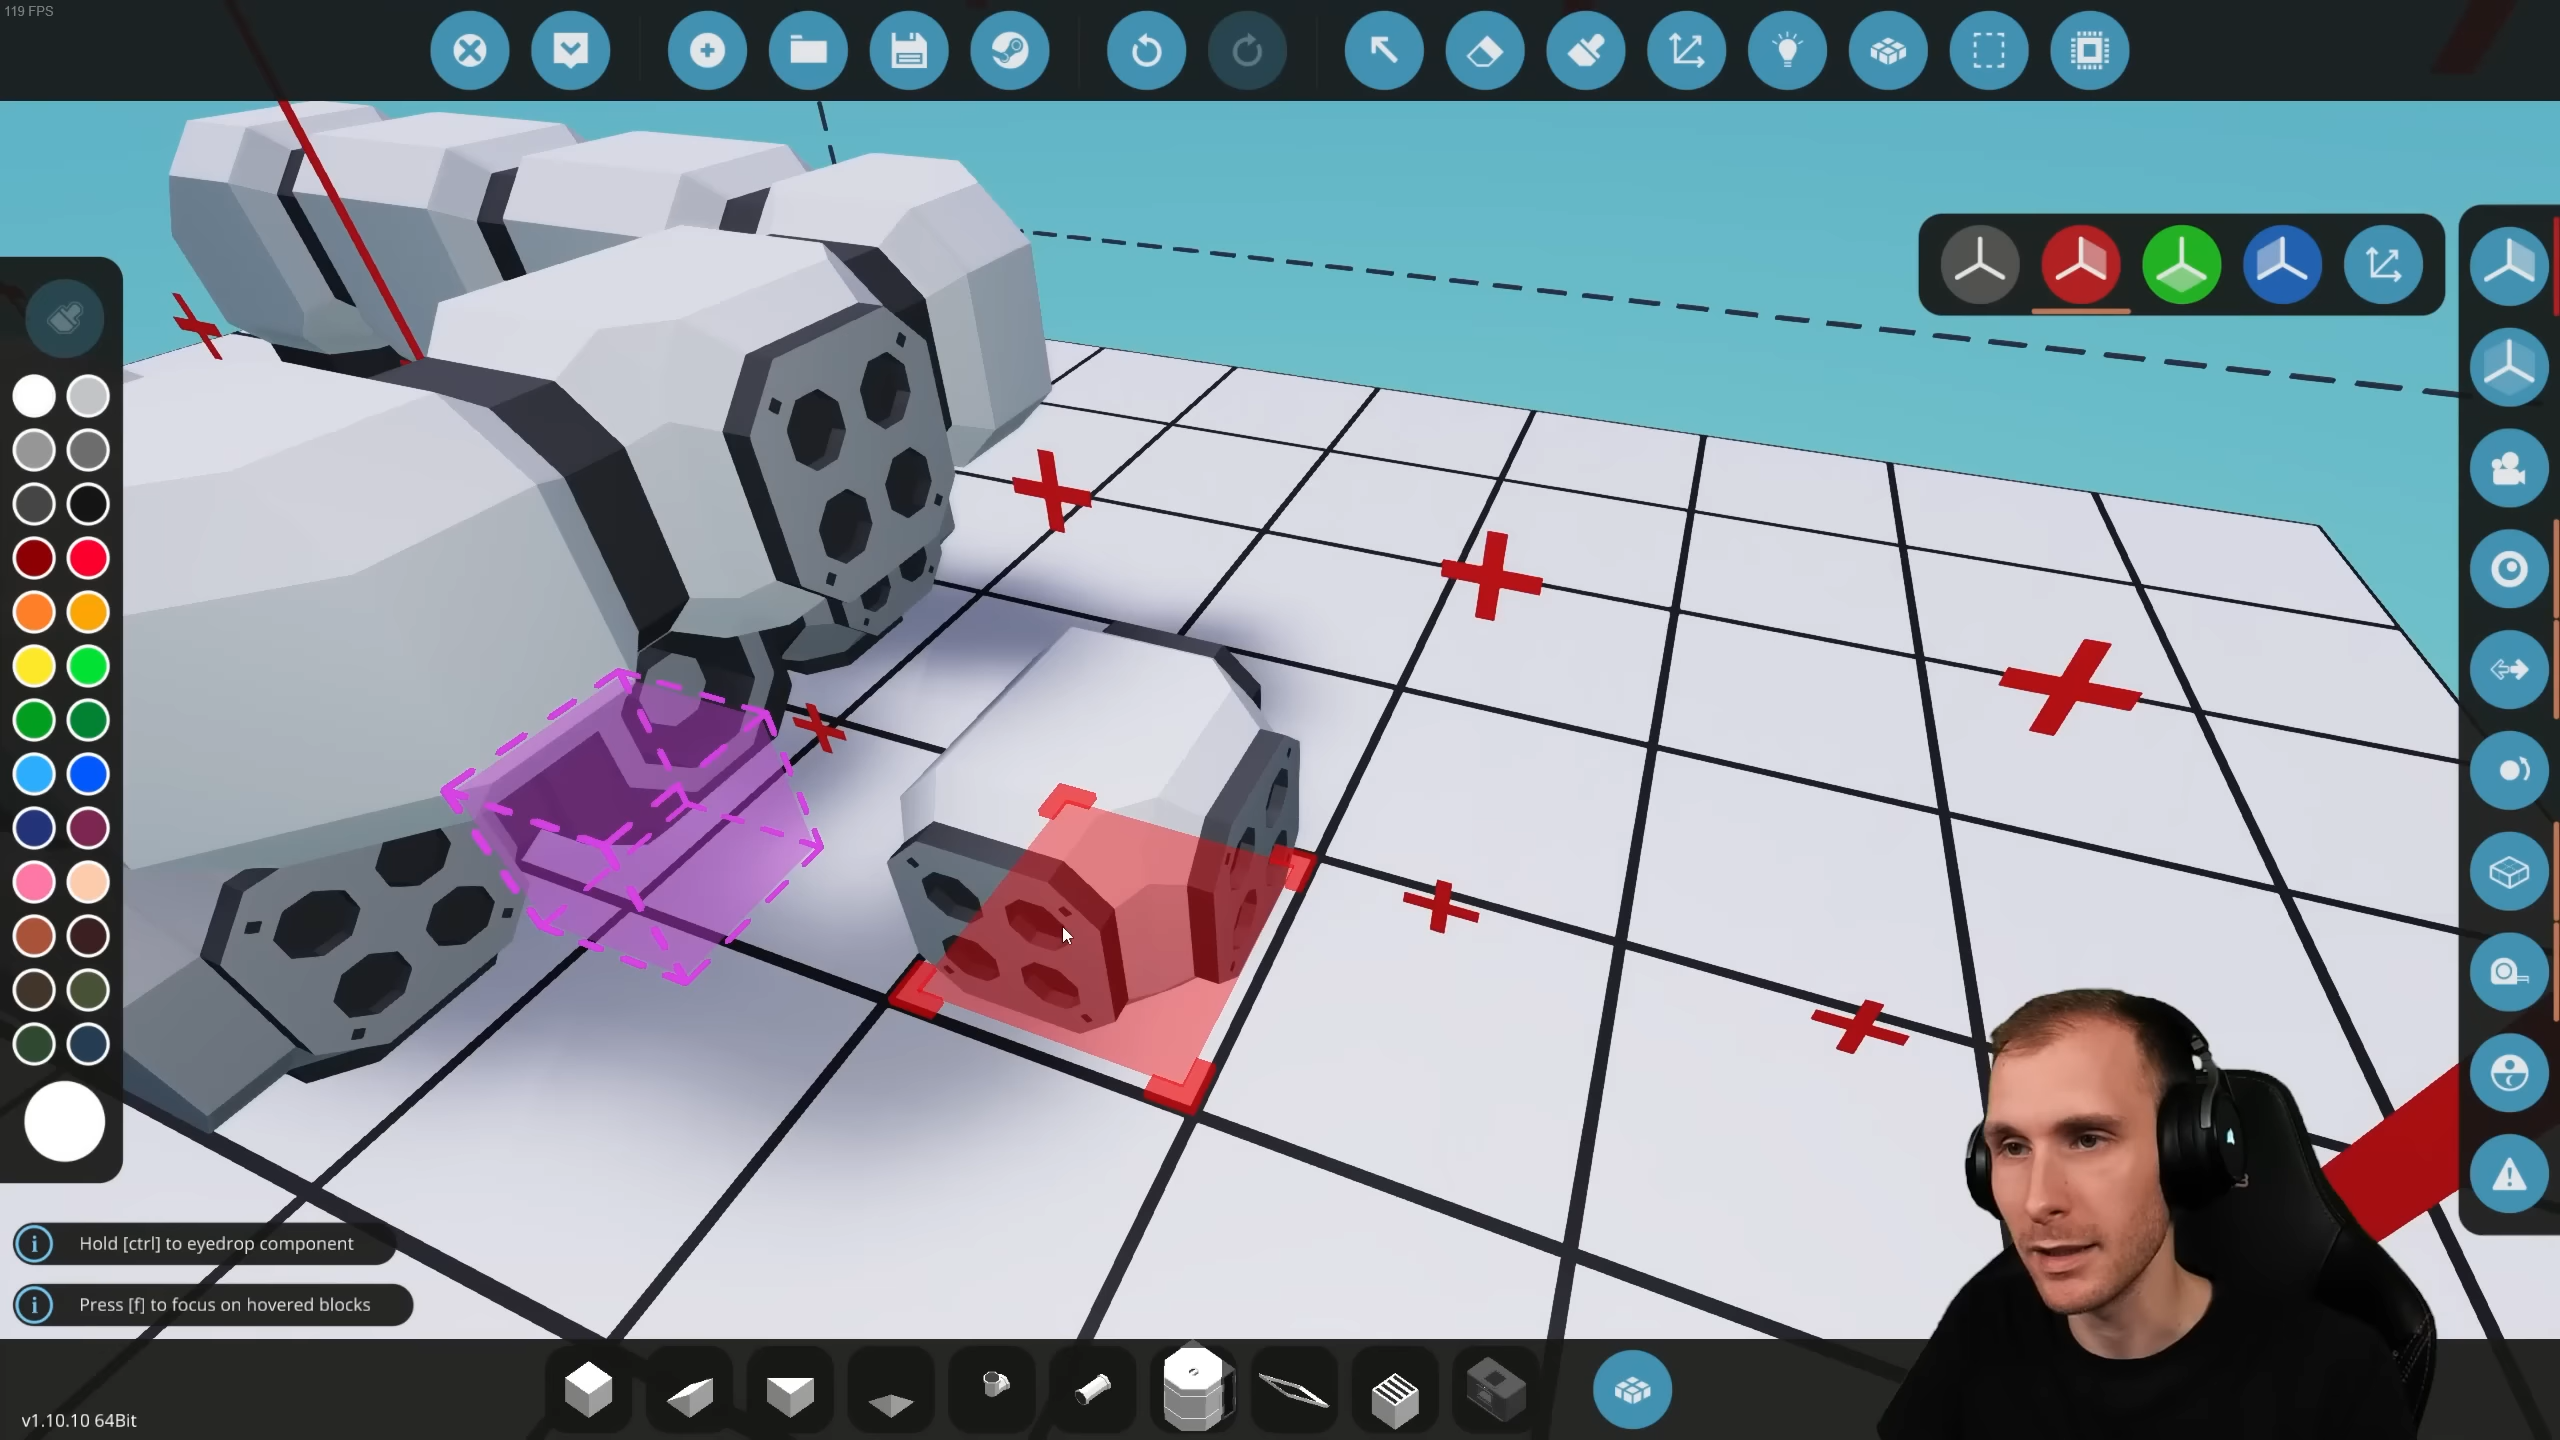 119 FPS
Hold [ctrl] to eyedrop component
Press [f] to focus on hovered blocks
v1.10.10 64Bit